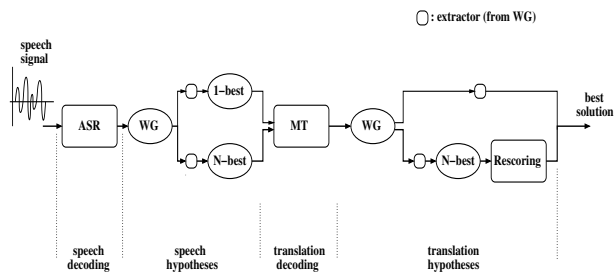 : extractor (from WG)
speech
signal
1-best
best
solution
ASR
WG
MT
WG
N-best
N-best
Rescoring
speech
decoding
speech
hypotheses
translation
decoding
translation
hypotheses